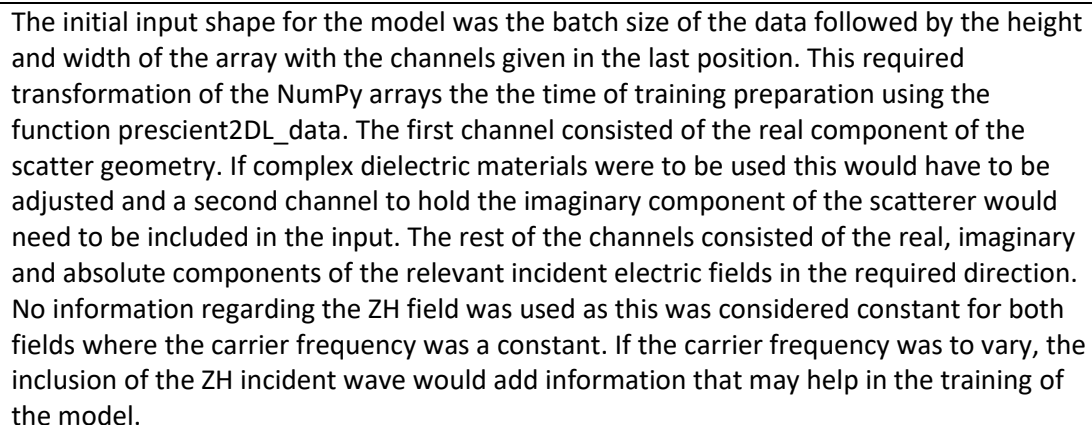 The initial input shape for the model was the batch size of the data followed by the height
and width of the array with the channels given in the last position. This required
transformation of the NumPy arrays the the time of training preparation using the
function prescient2DL_data. The first channel consisted of the real component of the
scatter geometry. If complex dielectric materials were to be used this would have to be
adjusted and a second channel to hold the imaginary component of the scatterer would
need to be included in the input. The rest of the channels consisted of the real, imaginary
and absolute components of the relevant incident electric fields in the required direction.
No information regarding the ZH field was used as this was considered constant for both
fields where the carrier frequency was a constant. If the carrier frequency was to vary, the
inclusion of the ZH incident wave would add information that may help in the training of
the model.